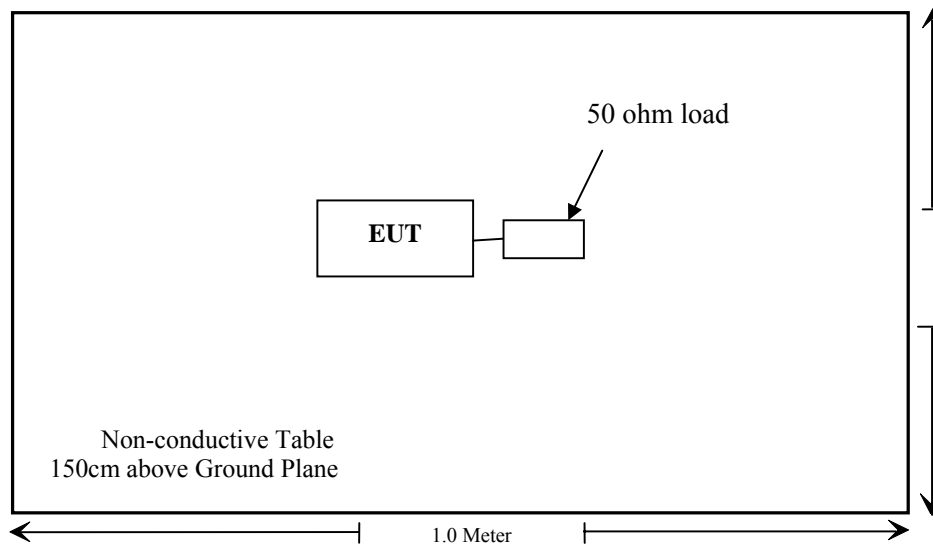 50 ohm load
EUT
Non-conductive Table
150cm above Ground Plane
1.0 Meter